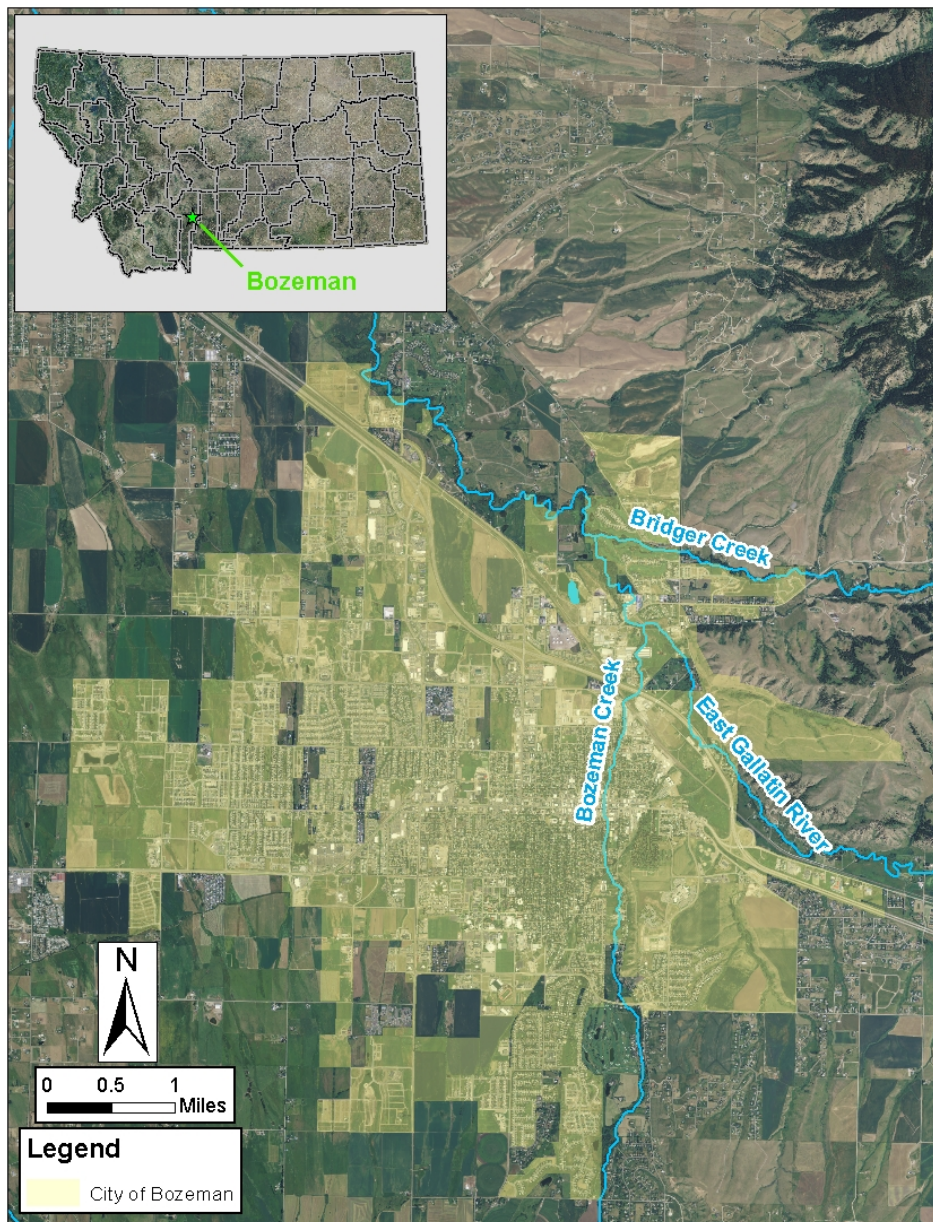 Bozeman
Bridger Creek
Bozeman Creek
East Gallatin River
N
0 0.5 1
Miles
Legend
City of Bozeman